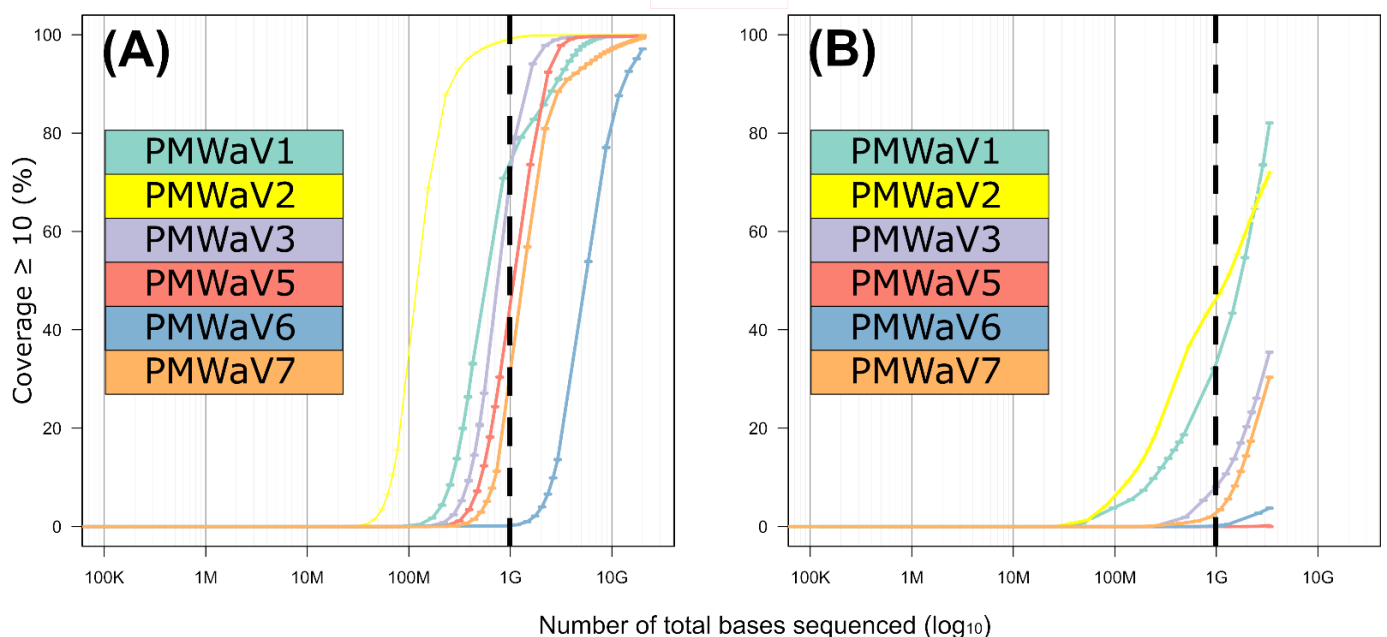 (A)
(B)
Coverage ≥ 10 (%)
100
80
60
40
20
0
PMWaV1
PMWaV2
PMWaV3
PMWaV5
PMWaV6
PMWaV7
100K 1M 10M 100M 1G 10G
100
80
60
40
20
0
PMWaV1
PMWaV2
PMWaV3
PMWaV5
PMWaV6
PMWaV7
100K 1M 10M 100M 1G 10G
Number of total bases sequenced (log₁₀)